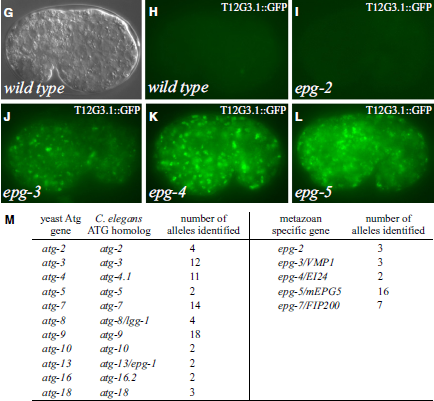 G
wild type
H
T12G3.1::GFP
wild type
I
T12G3.1::GFP
epg-2
J
T12G3.1::GFP
epg-3
K
T12G3.1::GFP
epg-4
L
T12G3.1::GFP
epg-5
M
yeast Atg gene C. elegans ATG homolog number of alleles identified metazoan specific gene number of alleles identified
atg-2 atg-2 4 epg-2 3
atg-3 atg-3 12 epg-3/VMP1 3
atg-4 atg-4.1 11 epg-4/EI24 2
atg-5 atg-5 2 epg-5/mEPG5 16
atg-7 atg-7 14 epg-7/FIP200 7
atg-8 atg-8/lgg-1 4
atg-9 atg-9 18
atg-10 atg-10 2
atg-13 atg-13/epg-1 2
atg-16 atg-16.2 2
atg-18 atg-18 3